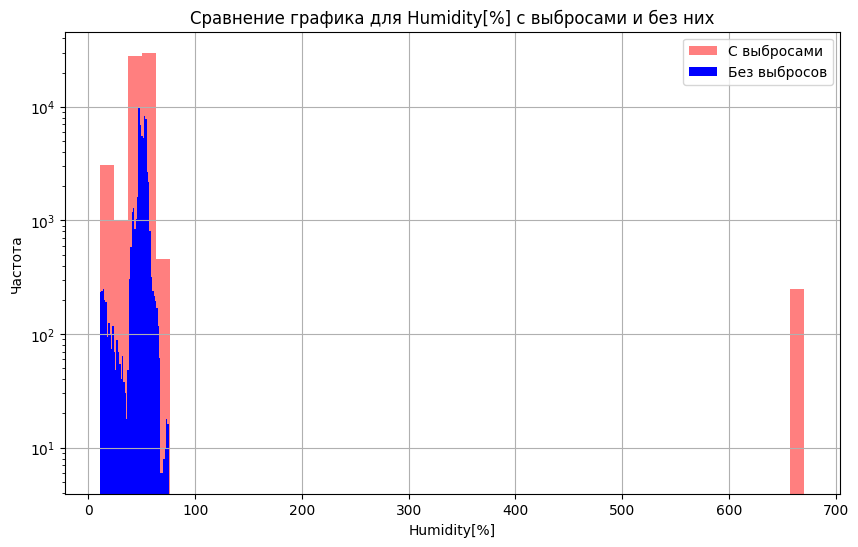 Сравнение графика для Humidity[%] с выбросами и без них
С выбросами
Без выбросов
Частота
10⁴
10³
10²
10¹
0 100 200 300 400 500 600 700
Humidity[%]